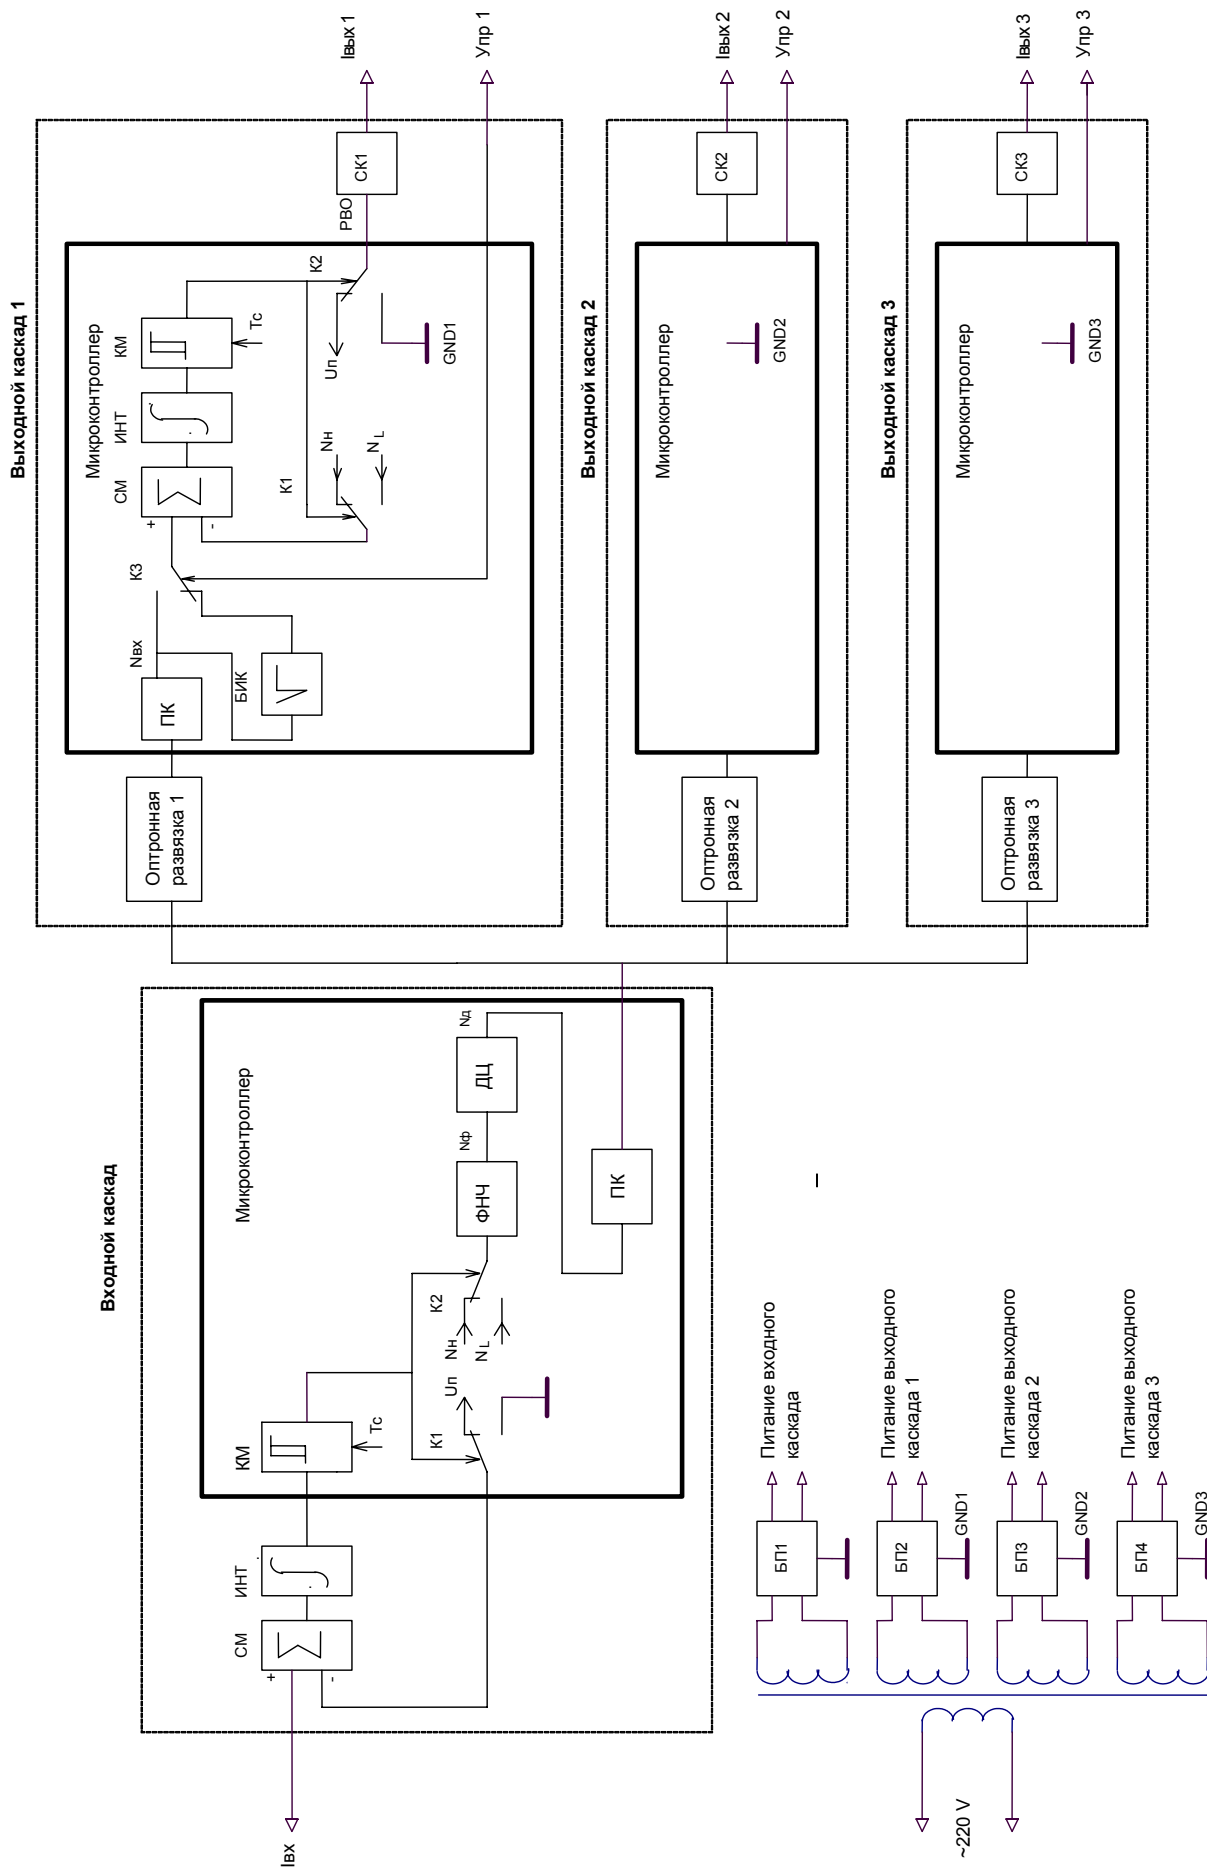 Входной каскад
Микроконтроллер
Iвх
СМ
+
-
ИНТ
КМ
Тс
К1
Uп
К2
Nн
N L
ФНЧ
Nф
ДЦ
Nд
ПК
Выходной каскад 1
Оптронная
развязка 1
Микроконтроллер
ПК
Nвх
БИК
К3
СМ
+
-
ИНТ
КМ
Тс
К1
Nн
N L
К2
Uп
GND1
РВО
СК1
Iвых 1
Упр 1
Выходной каскад 2
Оптронная
развязка 2
Микроконтроллер
GND2
СК2
Iвых 2
Упр 2
Выходной каскад 3
Оптронная
развязка 3
Микроконтроллер
GND3
СК3
Iвых 3
Упр 3
~220 V
БП1
Питание входного
каскада
БП2
GND1
Питание выходного
каскада 1
БП3
GND2
Питание выходного
каскада 2
БП4
GND3
Питание выходного
каскада 3